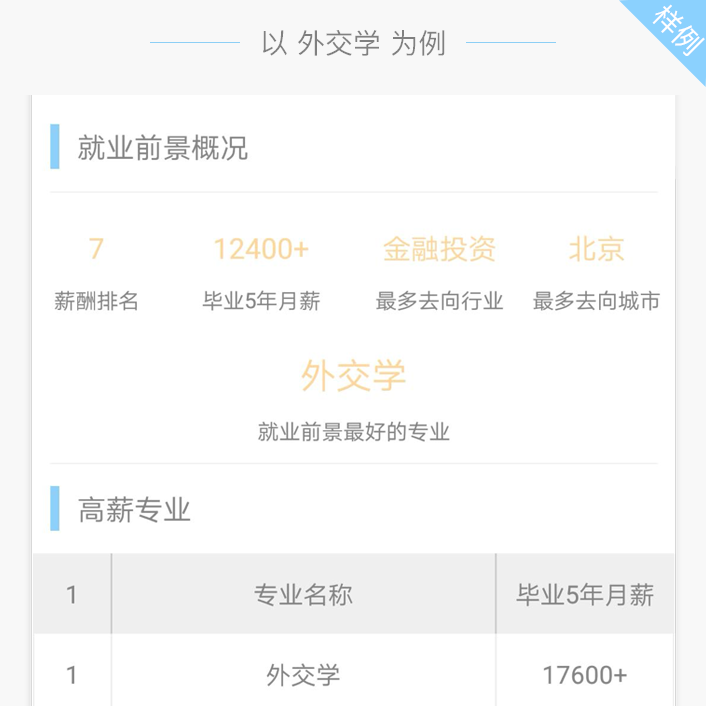 样例
以 外交学 为例
就业前景概况
7 12400+ 金融投资 北京
薪酬排名 毕业5年月薪 最多去向行业 最多去向城市
外交学
就业前景最好的专业
高薪专业
1 专业名称 毕业5年月薪
1 外交学 17600+